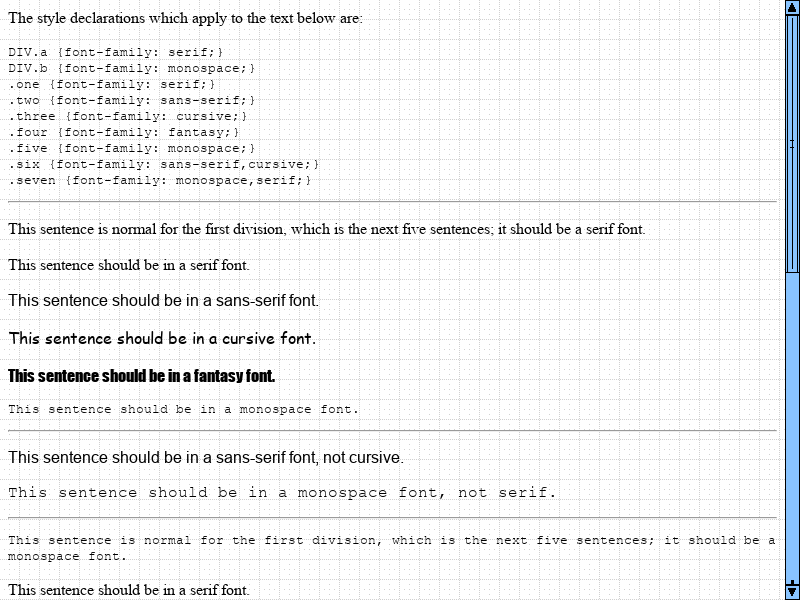 The style declarations which apply to the text below are:
DIV.a {font-family: serif;}
DIV.b {font-family: monospace;}
.one {font-family: serif;}
.two {font-family: sans-serif;}
.three {font-family: cursive;}
.four {font-family: fantasy;}
.five {font-family: monospace;}
.six {font-family: sans-serif,cursive;}
.seven {font-family: monospace,serif;}
This sentence is normal for the first division, which is the next five sentences; it should be a serif font.
This sentence should be in a serif font.
This sentence should be in a sans-serif font.
This sentence should be in a cursive font.
This sentence should be in a fantasy font.
This sentence should be in a monospace font.
This sentence should be in a sans-serif font, not cursive.
This sentence should be in a monospace font, not serif.
This sentence is normal for the first division, which is the next five sentences; it should be a
monospace font.
This sentence should be in a serif font.